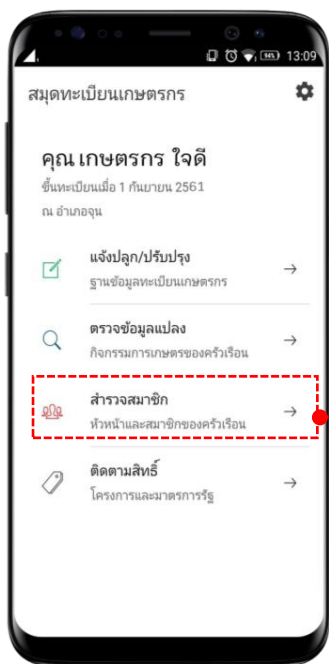 94% 13:09
สมุดทะเบียนเกษตรกร
คุณ เกษตรกร ใจดี
ขึ้นทะเบียนเมื่อ 1 กันยายน 2561
ณ อำเภอจุน
แจ้งปลูก/ปรับปรุง
ฐานข้อมูลทะเบียนเกษตรกร
ตรวจข้อมูลแปลง
กิจกรรมการเกษตรของครัวเรือน
สำรวจสมาชิก
หัวหน้าและสมาชิกของครัวเรือน
ติดตามสิทธิ์
โครงการและมาตรการรัฐ